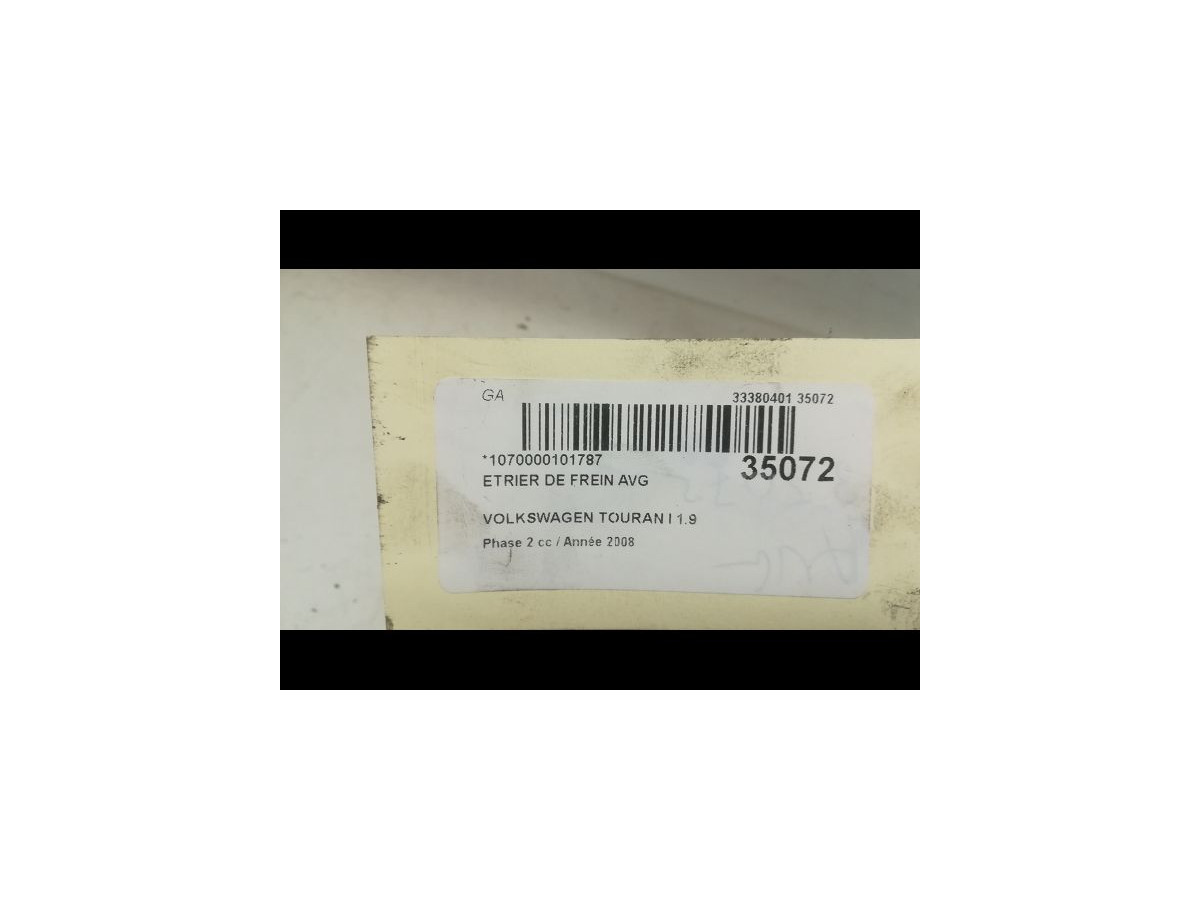 GA
33380401 35072
*1070000101787
35072
ETRIER DE FREIN AVG
VOLKSWAGEN TOURAN I 1.9
Phase 2 cc / Année 2008